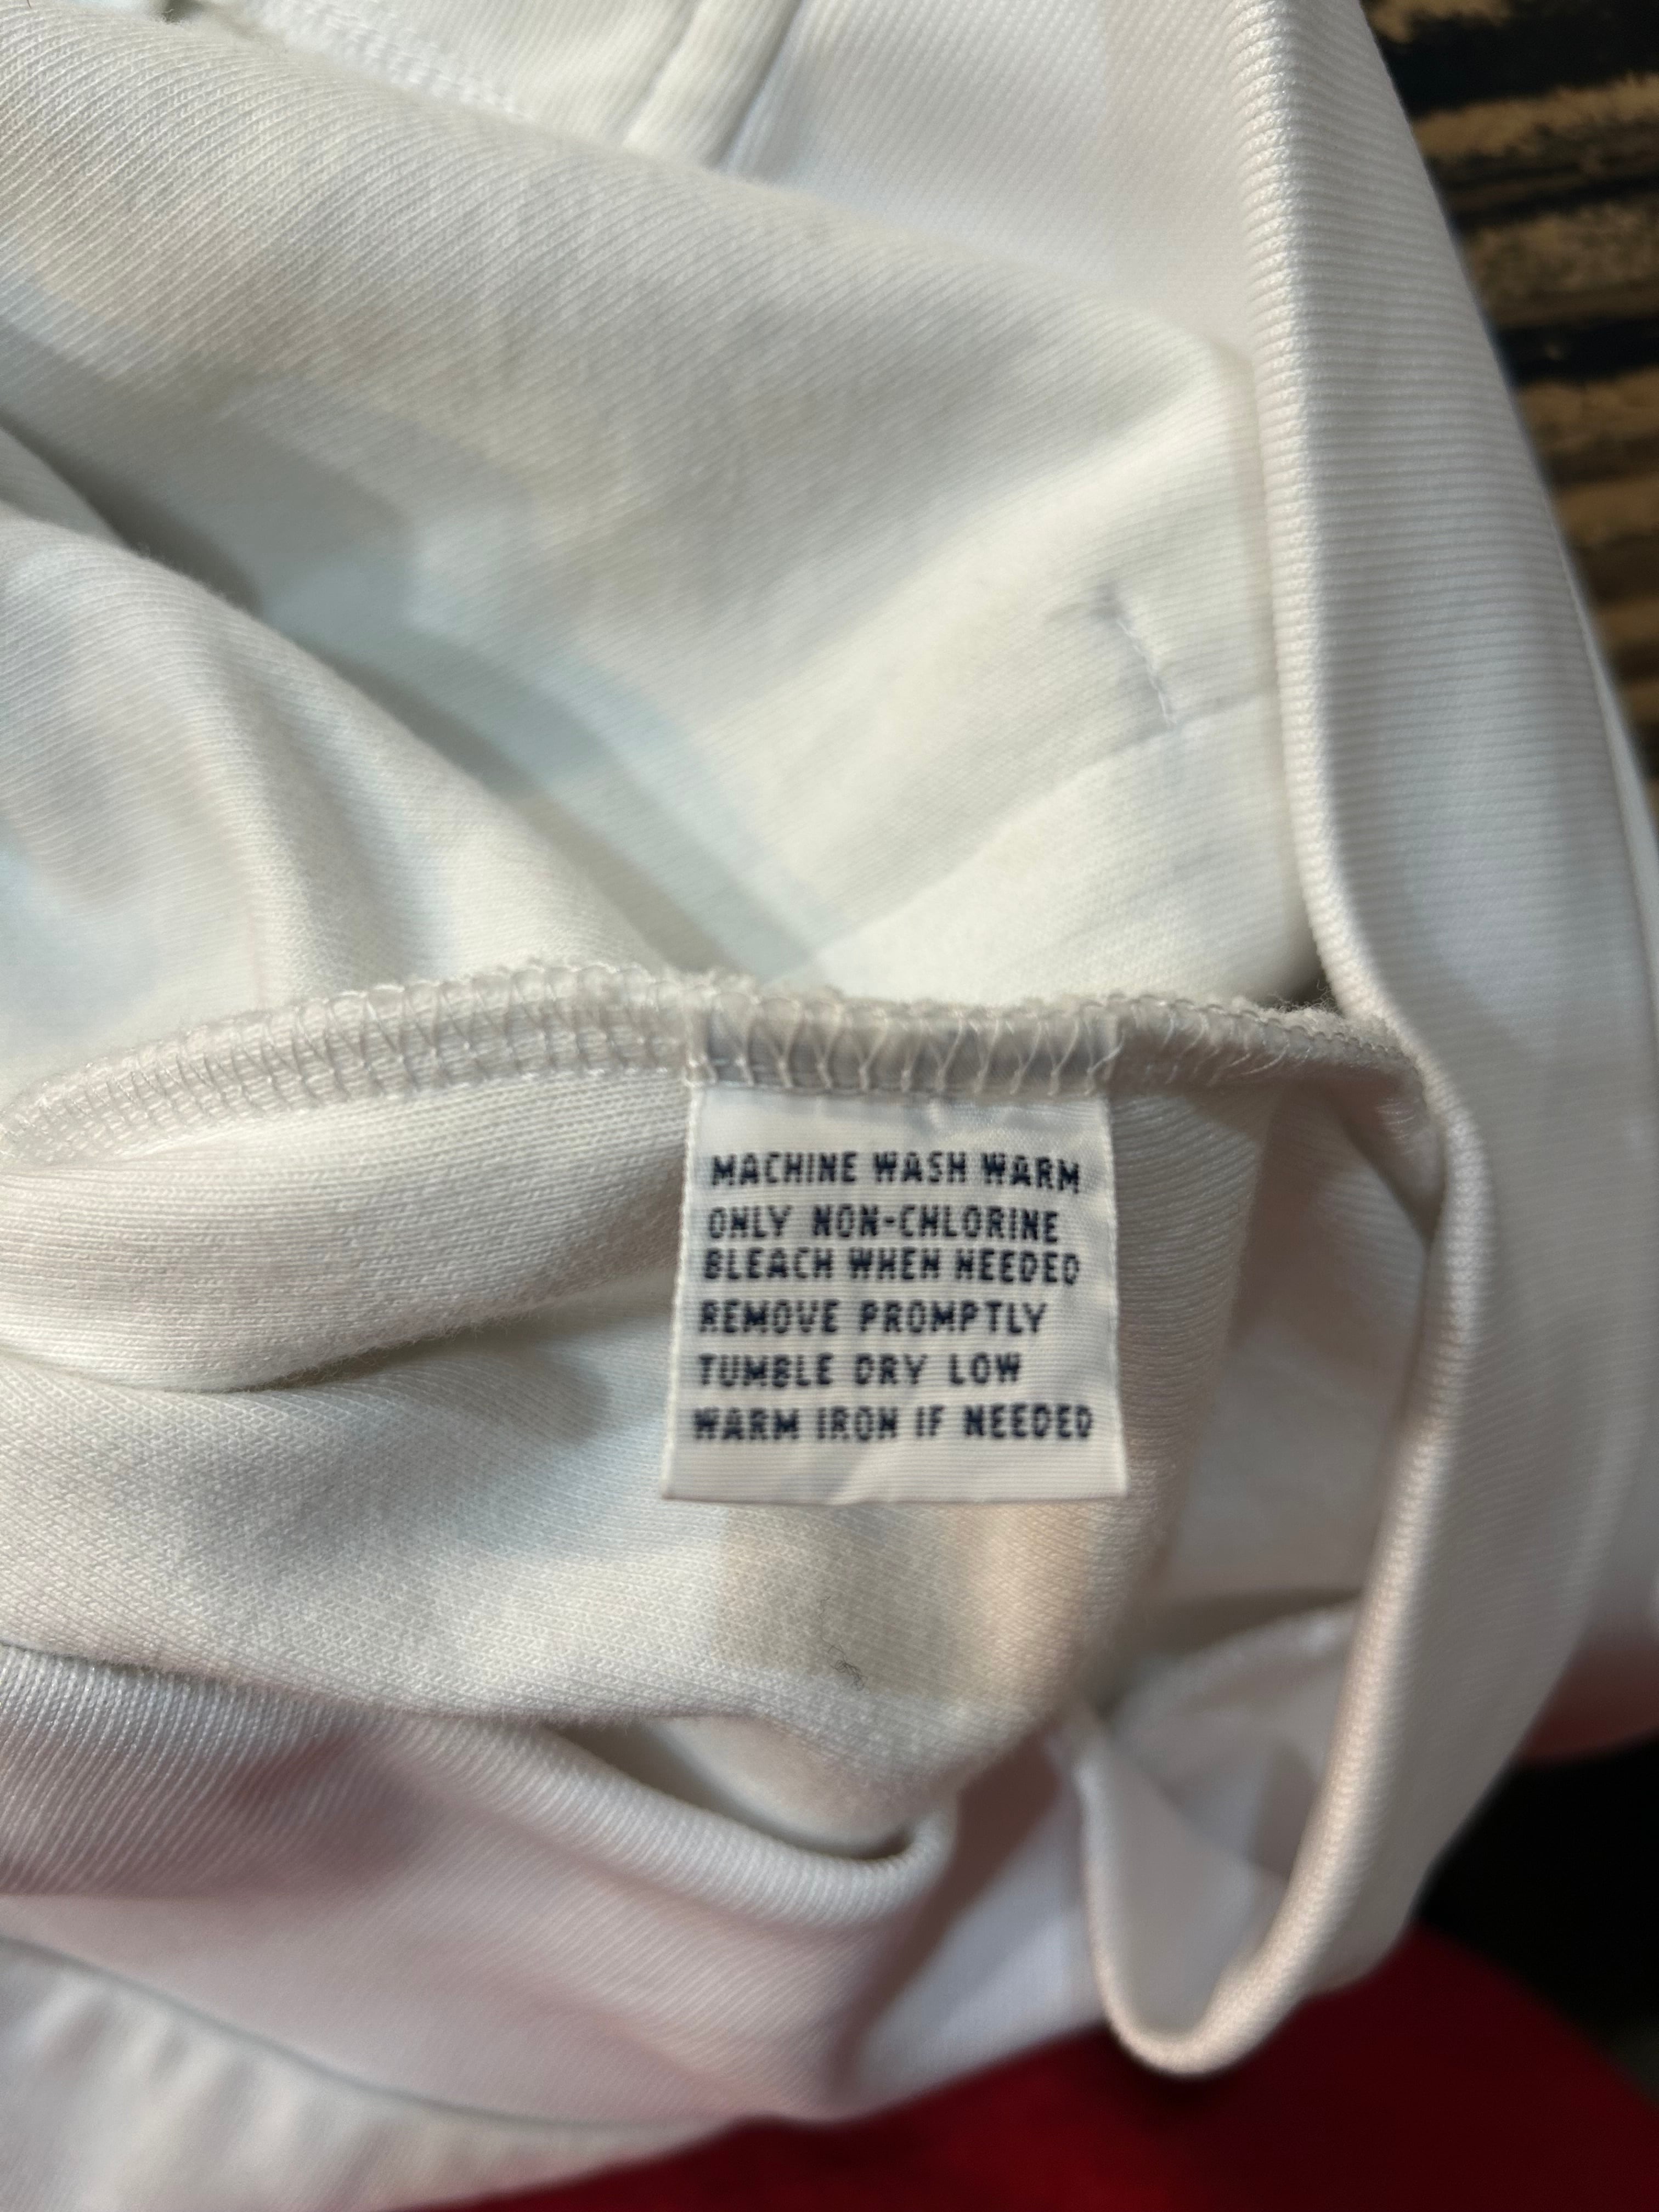 MACHINE WASH WARM
ONLY NON-CHLORINE
BLEACH WHEN NEEDED
REMOVE PROMPTLY
TUMBLE DRY LOW
WARM IRON IF NEEDED